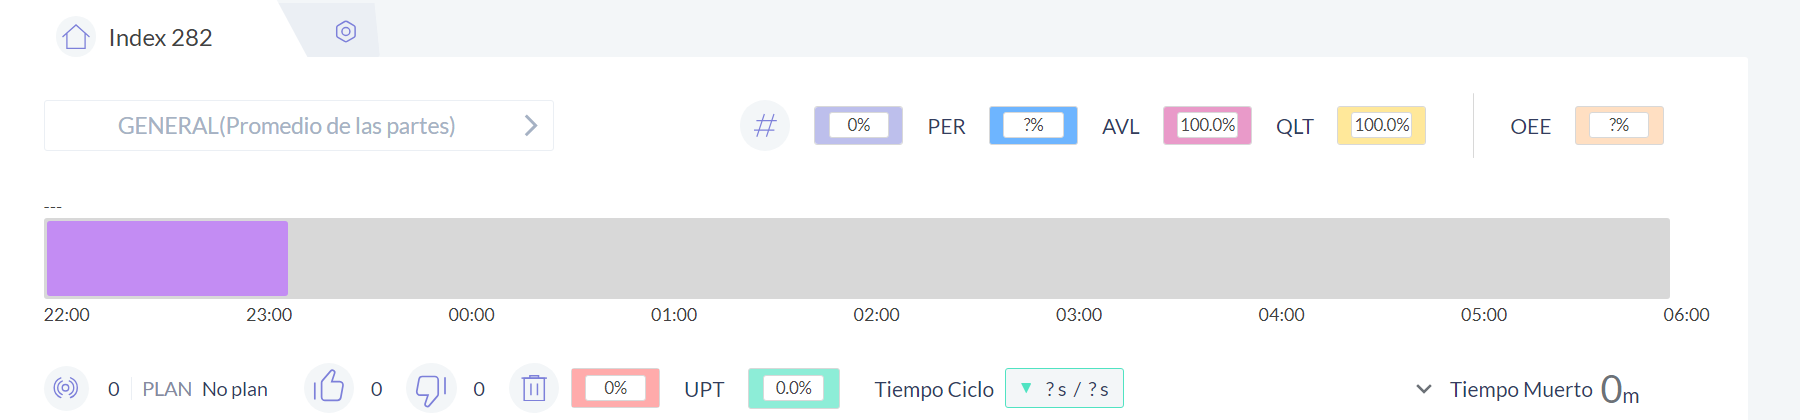 Index 282
GENERAL(Promedio de las partes)
# 0% PER ?% AVL 100.0% QLT 100.0% OEE ?%
---
22:00 23:00 00:00 01:00 02:00 03:00 04:00 05:00 06:00
0 PLAN No plan 0 0 0% UPT 0.0% Tiempo Ciclo ▼ ?s / ?s Tiempo Muerto 0m